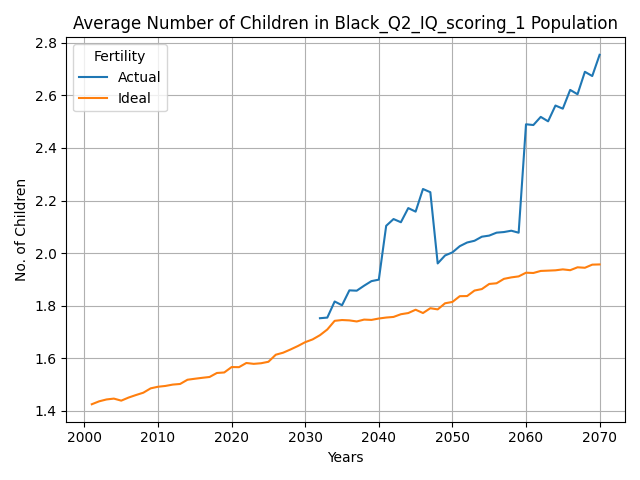 Average Number of Children in Black_Q2_IQ_scoring_1 Population
Fertility
Actual
Ideal
No. of Children
2.8
2.6
2.4
2.2
2.0
1.8
1.6
1.4
2000 2010 2020 2030 2040 2050 2060 2070
Years